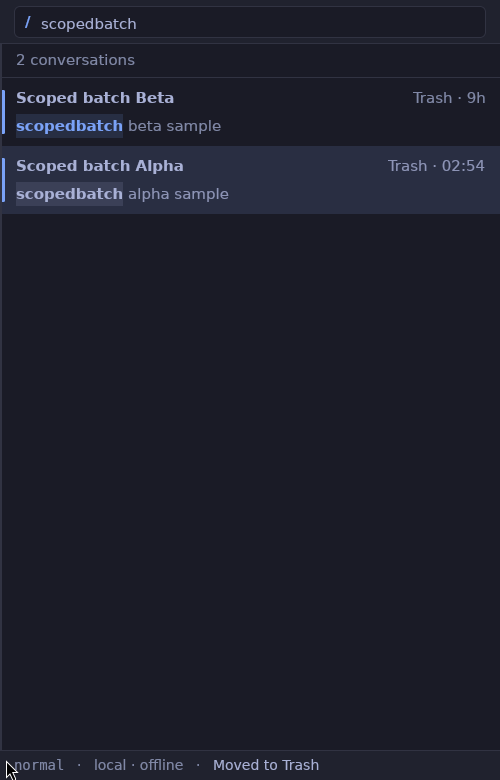 / scopedbatch
2 conversations
Scoped batch Beta Trash · 9h
scopedbatch beta sample
Scoped batch Alpha Trash · 02:54
scopedbatch alpha sample
normal · local · offline · Moved to Trash